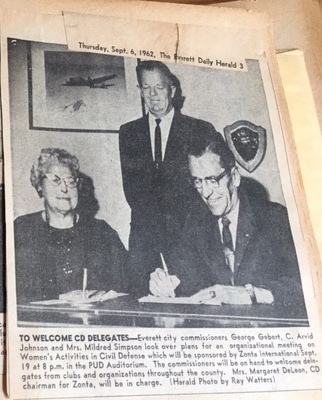 Thursday, Sept. 6, 1962, The Everett Daily Herald 3
TO WELCOME CD DELEGATES—Everett city commissioners George Gebert, C. Arvid
Johnson and Mrs. Mildred Simpson look over plans for an organizational meeting on
Women's Activities in Civil Defense which will be sponsored by Zonta International Sept.
19 at 8 p.m. in the PUD Auditorium. The commissioners will be on hand to welcome dele-
gates from clubs and organizations throughout the county. Mrs. Margaret DeLeon, CD
chairman for Zonta, will be in charge. (Herald Photo by Ray Watters)